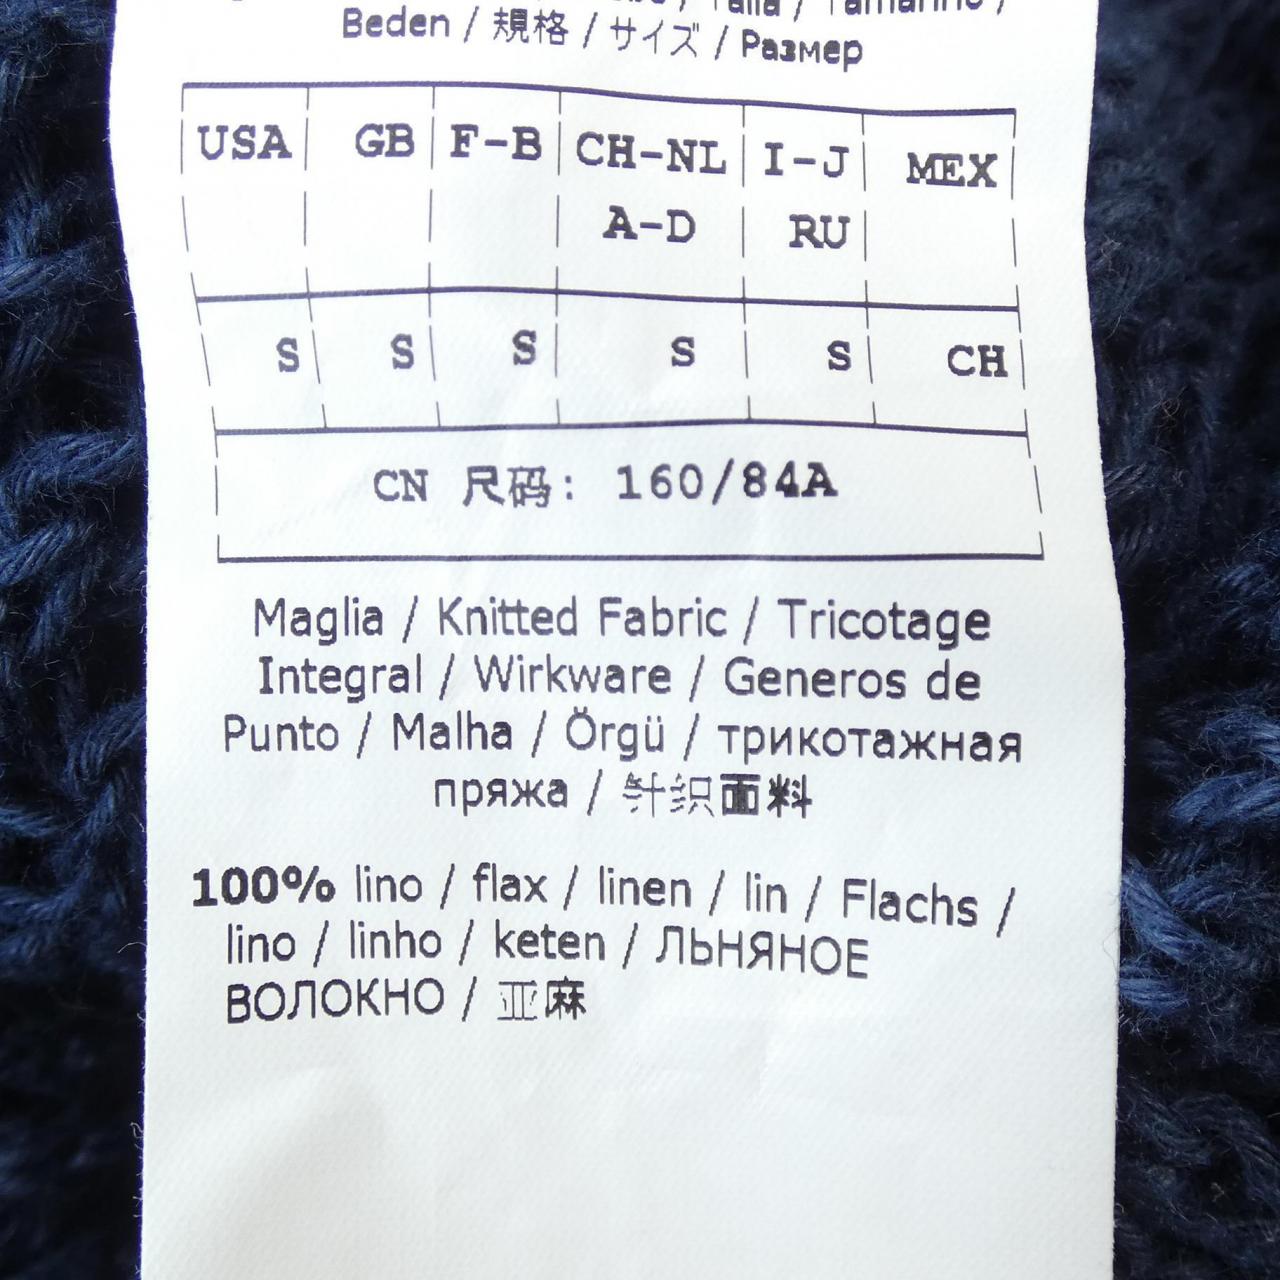 Talla / Tamanho /
Beden / 規格 / サイズ / Размер
USA GB F-B CH-NL I-J MEX
A-D RU
S S S S S CH
CN 尺码: 160/84A
Maglia / Knitted Fabric / Tricotage
Integral / Wirkware / Generos de
Punto / Malha / Örgü / трикотажная
пряжа / 针织面料
100% lino / flax / linen / lin / Flachs /
lino / linho / keten / ЛЬНЯНОЕ
ВОЛОКНО / 亚麻